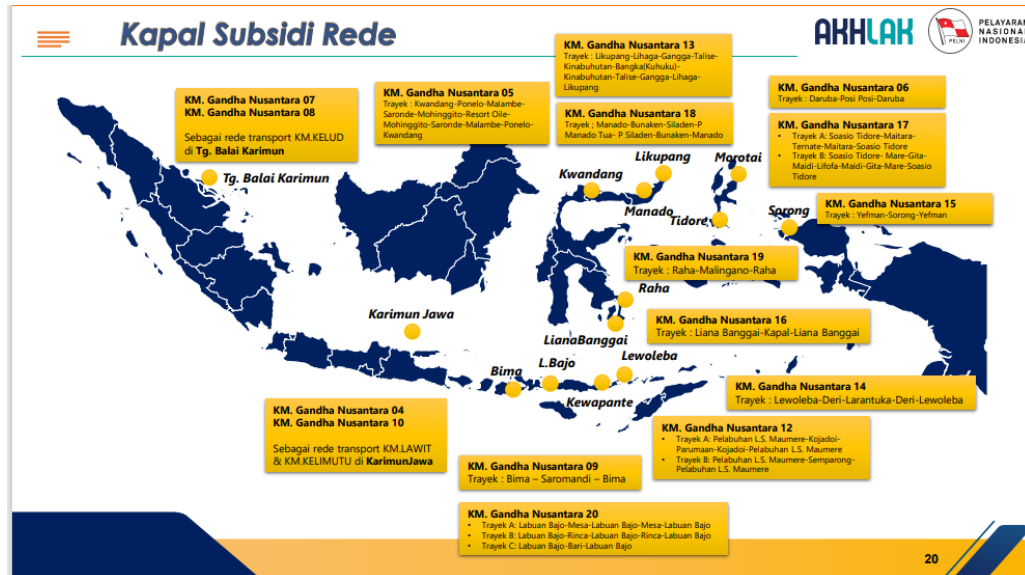 Kapal Subsidi Rede
AKHLAK
PELNI
PELAYARAN
NASIONAL
INDONESIA
KM. Gandha Nusantara 07
KM. Gandha Nusantara 08
Sebagai rede transport KM.KELUD
di Tg. Balai Karimun
KM. Gandha Nusantara 05
Trayek : Kwandang-Ponelo-Malambe-
Saronde-Mohinggito-Resort Oile-
Mohinggito-Saronde-Malambe-Ponelo-
Kwandang
KM. Gandha Nusantara 13
Trayek : Likupang-Lihaga-Gangga-Talise-
Kinabuhutan-Bangka(Kuhuku)-
Kinabuhutan-Talise-Gangga-Lihaga-
Likupang
KM. Gandha Nusantara 18
Trayek ; Manado-Bunaken-Siladen-P
Manado Tua- P Siladen-Bunaken-Manado
KM. Gandha Nusantara 06
Trayek : Daruba-Posi Posi-Daruba
KM. Gandha Nusantara 17
• Trayek A: Soasio Tidore-Maitara-
Ternate-Maitara-Soasio Tidore
• Trayek B: Soasio Tidore- Mare-Gita-
Maidi-Lifofa-Maidi-Gita-Mare-Soasio
Tidore
Tg. Balai Karimun
Kwandang
Likupang
Manado
Morotai
Tidore
Sorong
KM. Gandha Nusantara 15
Trayek : Yefman-Sorong-Yefman
KM. Gandha Nusantara 19
Trayek : Raha-Malingano-Raha
Raha
Karimun Jawa
LianaBanggai
KM. Gandha Nusantara 16
Trayek : Liana Banggai-Kapal-Liana Banggai
Bima
L.Bajo
Lewoleba
Kewapante
KM. Gandha Nusantara 14
Trayek : Lewoleba-Deri-Larantuka-Deri-Lewoleba
KM. Gandha Nusantara 04
KM. Gandha Nusantara 10
Sebagai rede transport KM.LAWIT
& KM.KELIMUTU di KarimunJawa
KM. Gandha Nusantara 12
• Trayek A: Pelabuhan L.S. Maumere-Kojadoi-
Parumaan-Kojadoi-Pelabuhan L.S. Maumere
• Trayek B: Pelabuhan L.S. Maumere-Semparong-
Pelabuhan L.S. Maumere
KM. Gandha Nusantara 09
Trayek : Bima – Saromandi – Bima
KM. Gandha Nusantara 20
• Trayek A: Labuan Bajo-Mesa-Labuan Bajo-Mesa-Labuan Bajo
• Trayek B: Labuan Bajo-Rinca-Labuan Bajo-Rinca-Labuan Bajo
• Trayek C: Labuan Bajo-Bari-Labuan Bajo
20